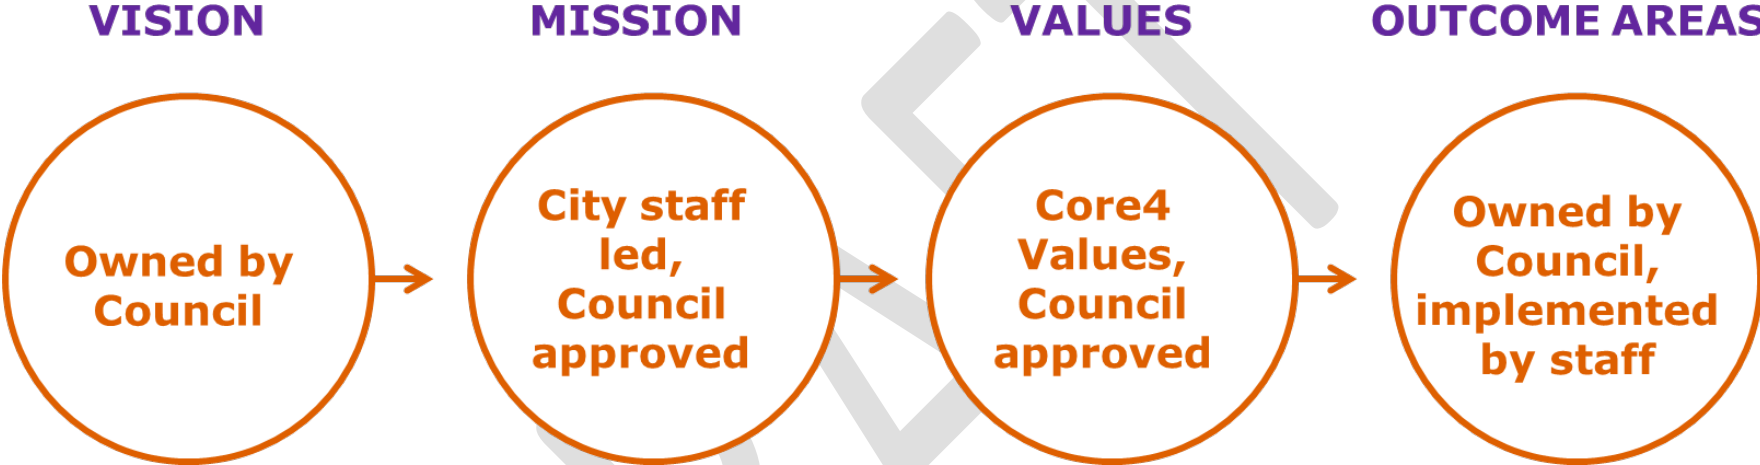 VISION
MISSION
VALUES
OUTCOME AREAS
Owned by
Council
City staff
led,
Council
approved
Core4
Values,
Council
approved
Owned by
Council,
implemented
by staff